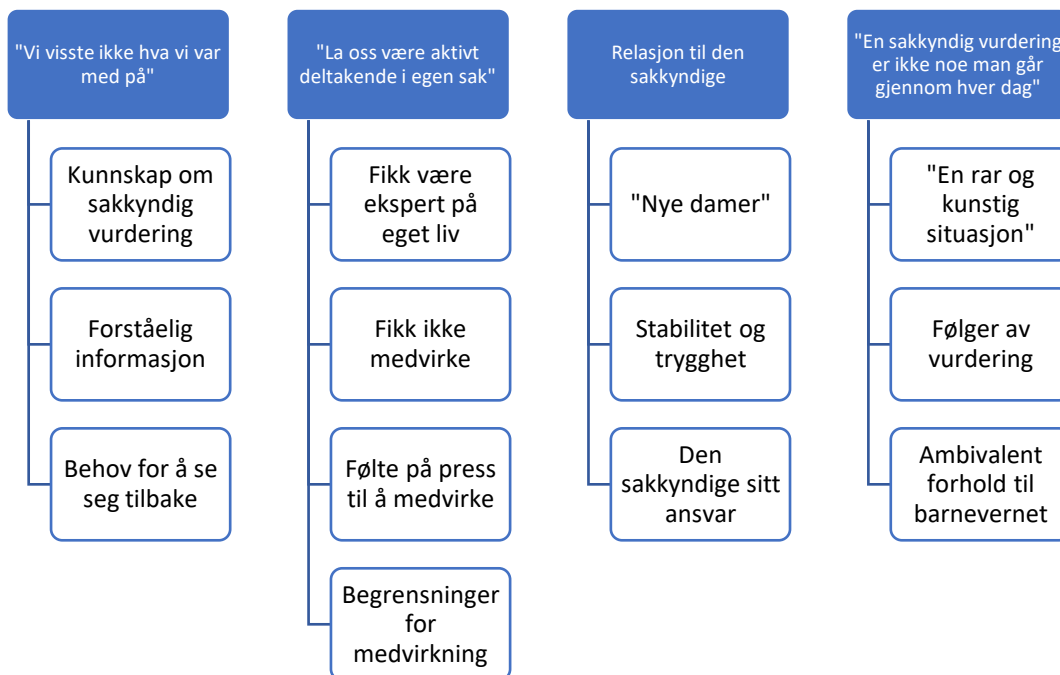 "Vi visste ikke hva vi var
med på"
Kunnskap om
sakkyndig
vurdering
Forståelig
informasjon
Behov for å se
seg tilbake
"La oss være aktivt
deltakende i egen sak"
Fikk være
ekspert på
eget liv
Fikk ikke
medvirke
Følte på press
til å medvirke
Begrensninger
for
medvirkning
Relasjon til den
sakkyndige
"Nye damer"
Stabilitet og
trygghet
Den
sakkyndige sitt
ansvar
"En sakkyndig vurdering
er ikke noe man går
gjennom hver dag"
"En rar og
kunstig
situasjon"
Følger av
vurdering
Ambivalent
forhold til
barnevernet